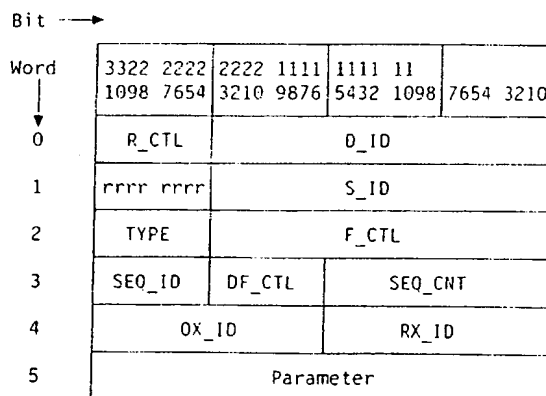 Bit
Word
3322 2222 2222 1111 1111 11
1098 7654 3210 9876 5432 1098 7654 3210
0 R_CTL D_ID
1 rrrr rrrr S_ID
2 TYPE F_CTL
3 SEQ_ID DF_CTL SEQ_CNT
4 OX_ID RX_ID
5 Parameter